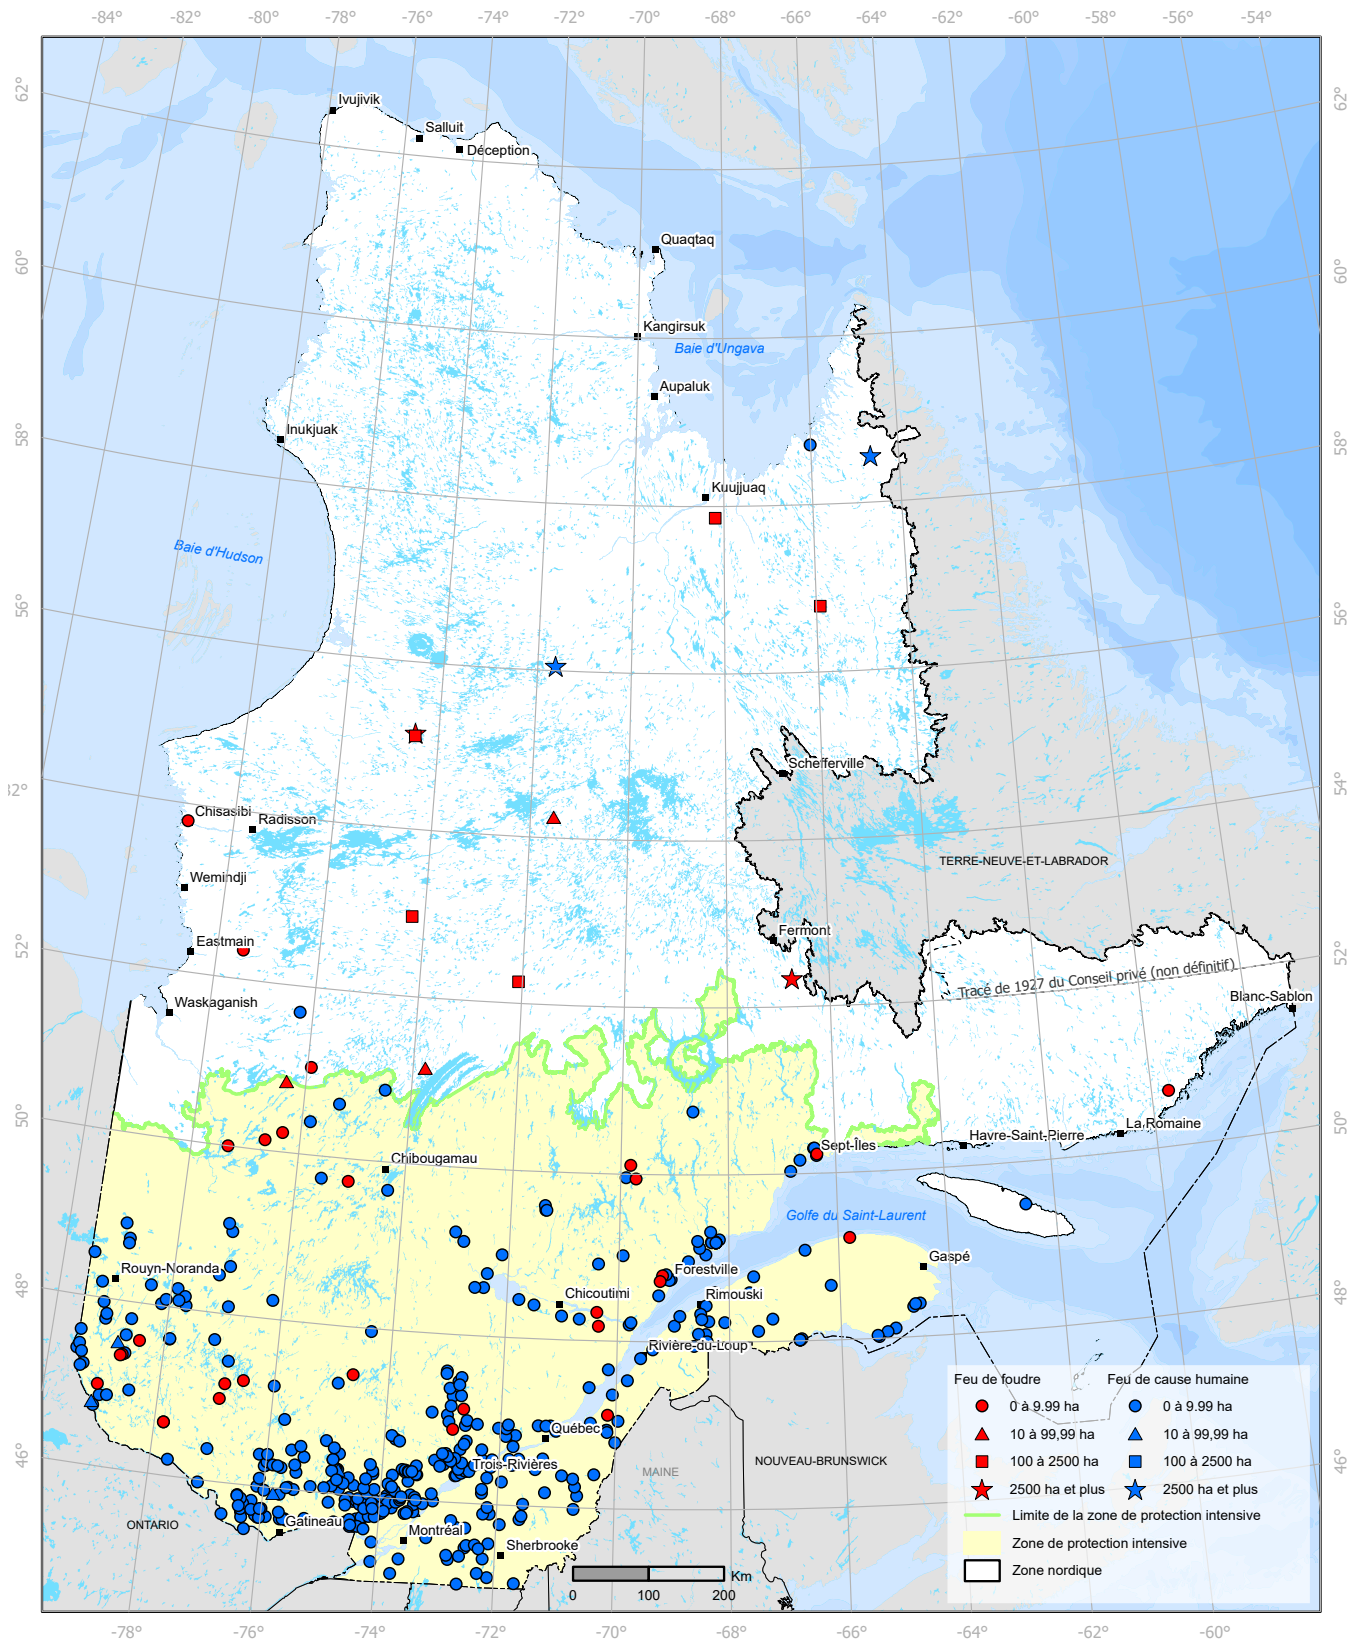 -84° -82° -80° -78° -76° -74° -72° -70° -68° -66° -64° -62° -60° -58° -56° -54°
62° 62°
Ivujivik
Salluit
Déception
Quaqtaq
60° 60°
Kangirsuk
Baie d'Ungava
Aupaluk
Inukjuak
58° 58°
Kuujjuaq
Baie d'Hudson
56° 56°
Schefferville
54°
Chisasibi
Radisson
TERRE-NEUVE-ET-LABRADOR
Wemindji
Fermont
Eastmain
52° 52°
Tracé de 1927 du Conseil privé (non définitif)
Blanc-Sablon
Waskaganish
50° 50°
La Romaine
Havre-Saint-Pierre
Sept-Îles
Chibougamau
Golfe du Saint-Laurent
Gaspé
Rouyn-Noranda
Forestville
48° 48°
Chicoutimi
Rimouski
Rivière-du-Loup
Québec
46° 46°
Trois-Rivières
MAINE
NOUVEAU-BRUNSWICK
ONTARIO
Gatineau
Montréal
Sherbrooke
Km
0 100 200
Feu de foudre Feu de cause humaine
0 à 9.99 ha 0 à 9.99 ha
10 à 99,99 ha 10 à 99,99 ha
100 à 2500 ha 100 à 2500 ha
2500 ha et plus 2500 ha et plus
Limite de la zone de protection intensive
Zone de protection intensive
Zone nordique
-78° -76° -74° -72° -70° -68° -66° -64° -62° -60°